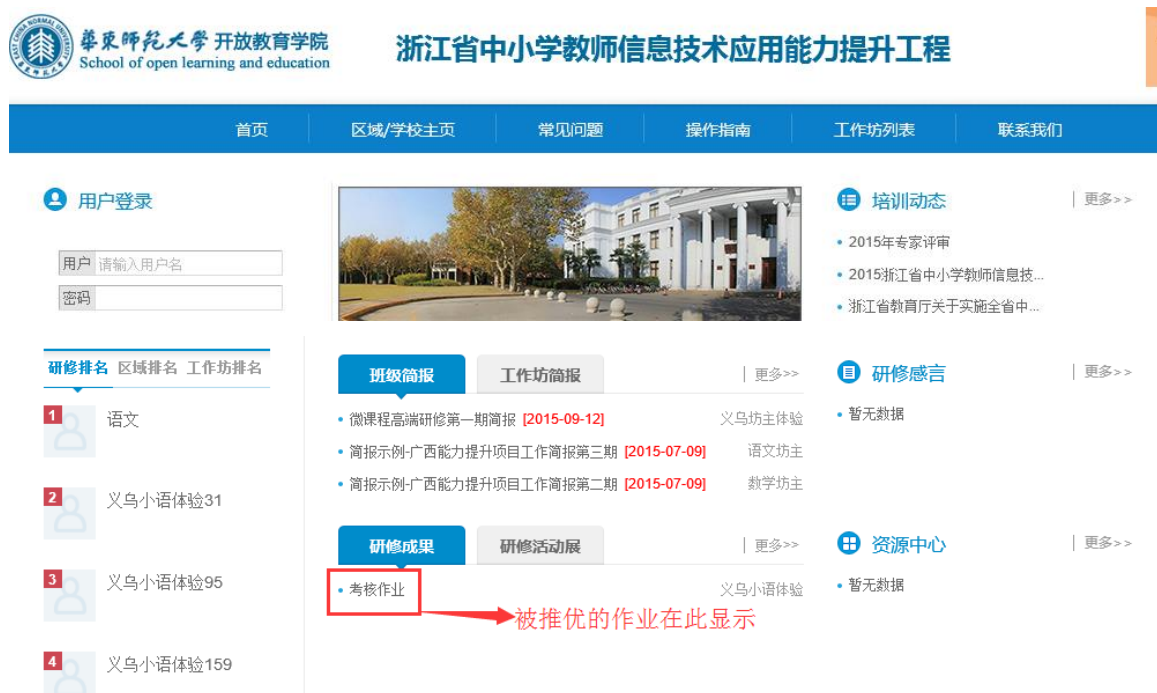 華東師範大學 开放教育学院
School of open learning and education
浙江省中小学教师信息技术应用能力提升工程
首页 区域/学校主页 常见问题 操作指南 工作坊列表 联系我们
用户登录
用户 请输入用户名
密码
培训动态 更多>>
2015年专家评审
2015浙江省中小学教师信息技...
浙江省教育厅关于实施全省中...
研修排名 区域排名 工作坊排名
1 语文
2 义乌小语体验31
3 义乌小语体验95
4 义乌小语体验159
班级简报 工作坊简报 更多>>
微课程高端研修第一期简报 [2015-09-12] 义乌坊主体验
简报示例-广西能力提升项目工作简报第三期 [2015-07-09] 语文坊主
简报示例-广西能力提升项目工作简报第二期 [2015-07-09] 数学坊主
研修感言 更多>>
暂无数据
研修成果 研修活动展 更多>>
考核作业 义乌小语体验
被推优的作业在此显示
资源中心 更多>>
暂无数据